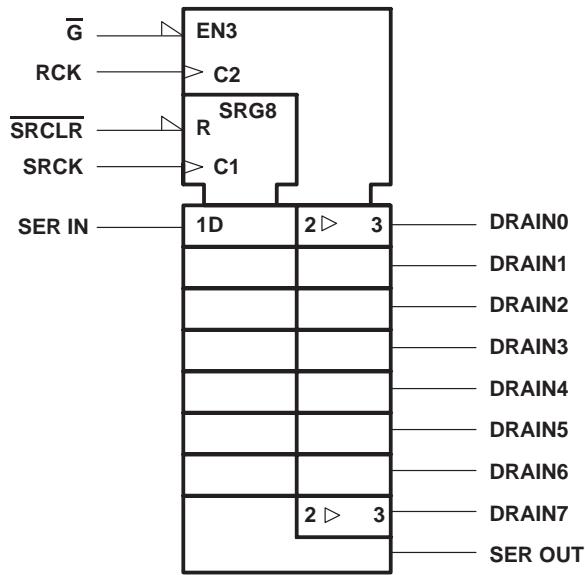 G̅ EN3
RCK C2
SRG8
S̅R̅C̅L̅R̅ R
SRCK C1
SER IN 1D 2 ▷ 3 DRAIN0
DRAIN1
DRAIN2
DRAIN3
DRAIN4
DRAIN5
DRAIN6
2 ▷ 3 DRAIN7
SER OUT